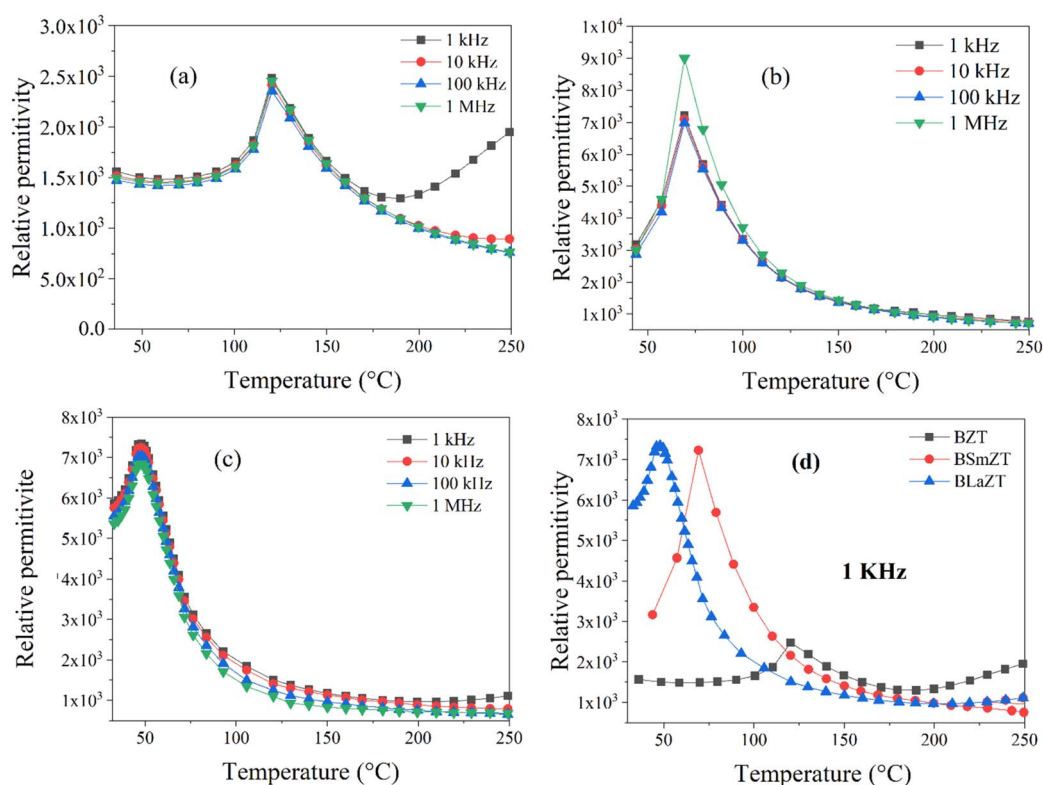 3.0x10³
2.5x10³
2.0x10³
1.5x10³
1.0x10³
5.0x10²
0.0
Relative permitivity
(a)
1 kHz
10 kHz
100 kHz
1 MHz
50
100
150
200
250
Temperature (°C)
1x10⁴
9x10³
8x10³
7x10³
6x10³
5x10³
4x10³
3x10³
2x10³
1x10³
Relative permittivity
(b)
1 kHz
10 kHz
100 kHz
1 MHz
50
100
150
200
250
Temperature (°C)
8x10³
7x10³
6x10³
5x10³
4x10³
3x10³
2x10³
1x10³
Relative permitivite
(c)
1 kHz
10 kHz
100 kHz
1 MHz
50
100
150
200
250
Temperature (°C)
8x10³
7x10³
6x10³
5x10³
4x10³
3x10³
2x10³
1x10³
Relative permitivity
(d)
BZT
BSmZT
BLaZT
1 KHz
50
100
150
200
250
Temperature (°C)